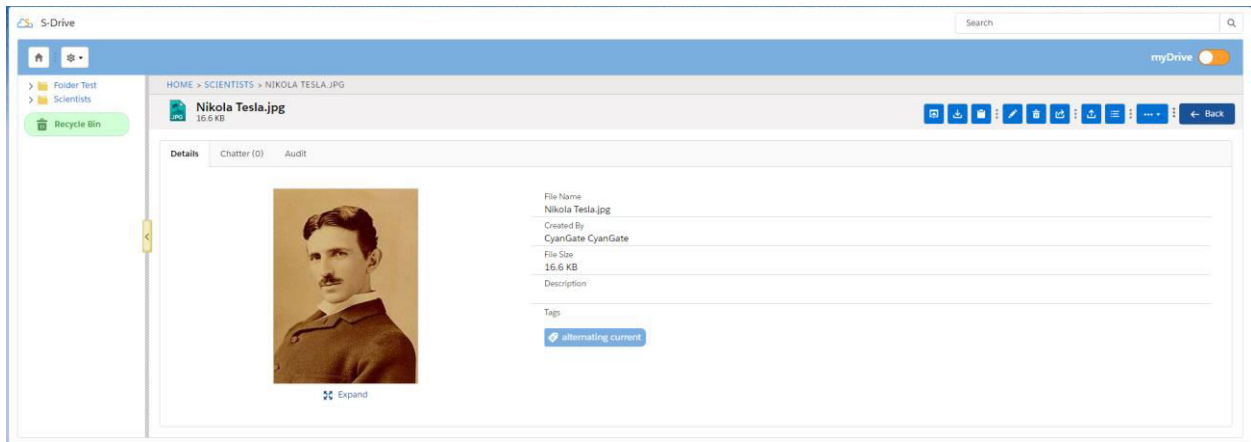 S-Drive
Search
myDrive
Folder Test
Scientists
Recycle Bin
HOME > SCIENTISTS > NIKOLA TESLA.JPG
JPG
Nikola Tesla.jpg
16.6 KB
Back
Details Chatter (0) Audit
File Name
Nikola Tesla.jpg
Created By
CyanGate CyanGate
File Size
16.6 KB
Description
Tags
alternating current
Expand